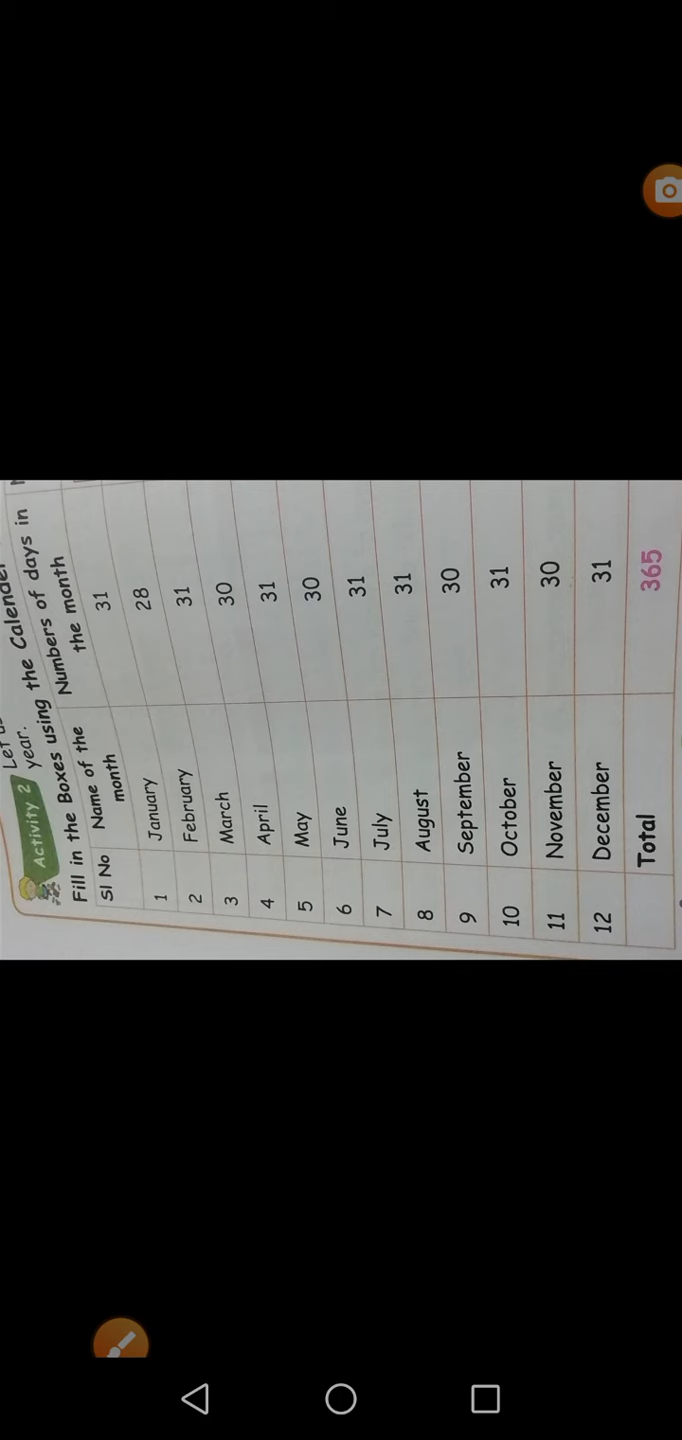 Let
Activity 2 year.
Fill in the Boxes using the Calender
Sl No Name of the month Numbers of days in the month
1 January 31
2 February 28
3 March 31
4 April 30
5 May 31
6 June 30
7 July 31
8 August 31
9 September 30
10 October 31
11 November 30
12 December 31
Total 365